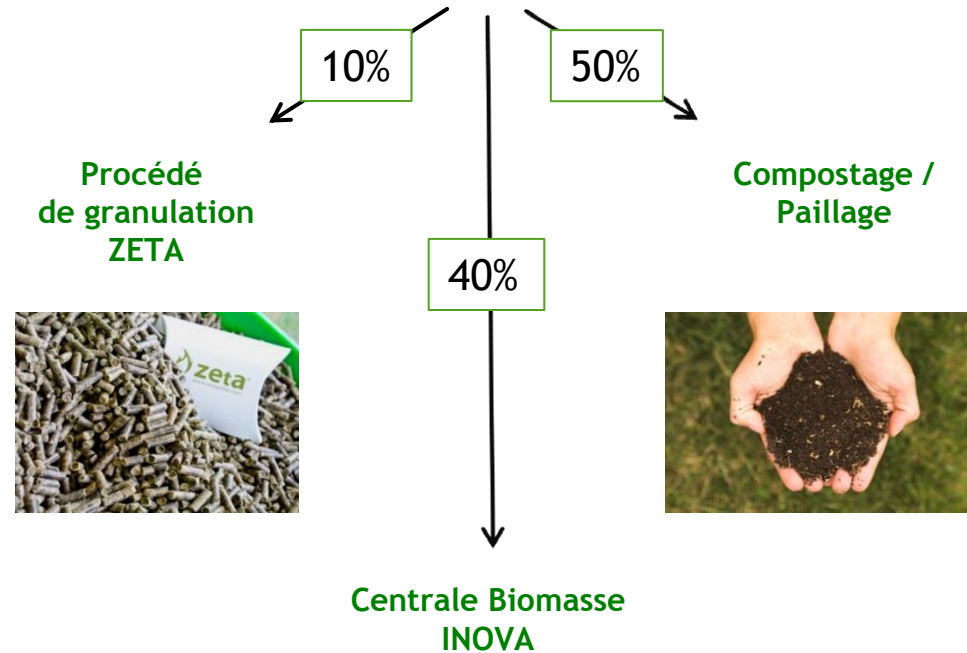 10%
50%
Procédé
de granulation
ZETA
Compostage /
Paillage
40%
zeta
Centrale Biomasse
INOVA